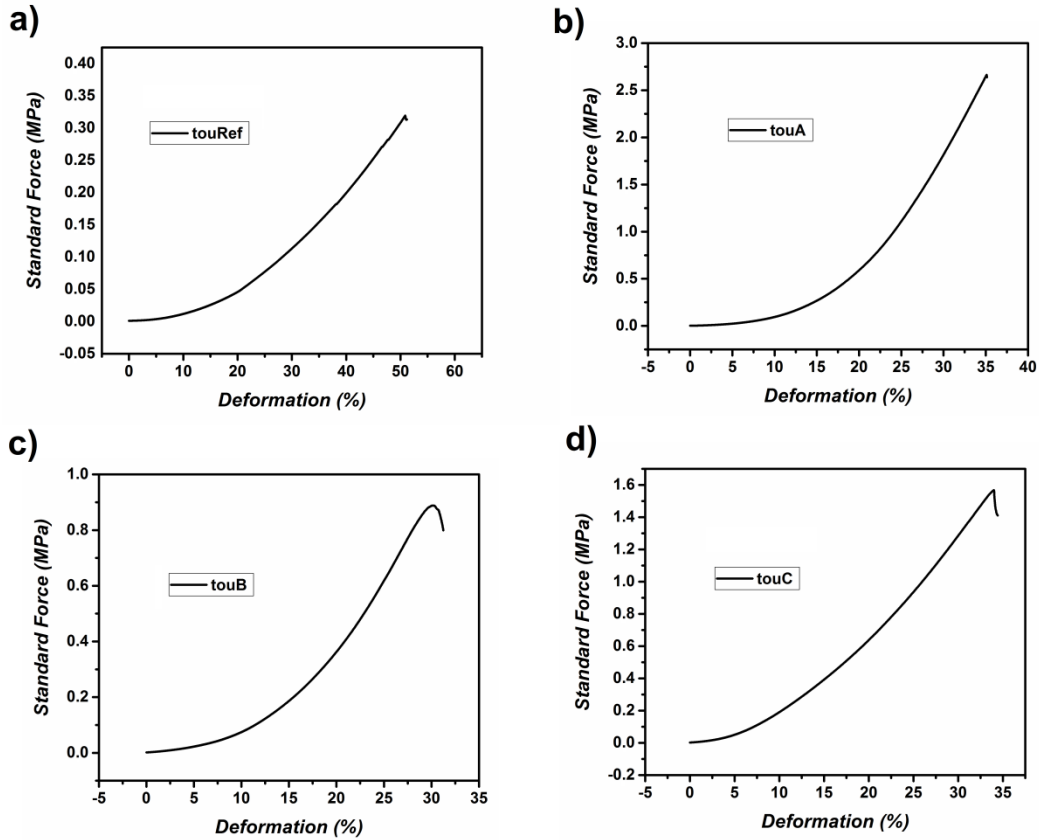 a)
0.40
0.35
0.30
0.25
0.20
0.15
0.10
0.05
0.00
-0.05
Standard Force (MPa)
touRef
0 10 20 30 40 50 60
Deformation (%)
b)
3.0
2.5
2.0
1.5
1.0
0.5
0.0
Standard Force (MPa)
touA
-5 0 5 10 15 20 25 30 35 40
Deformation (%)
c)
1.0
0.8
0.6
0.4
0.2
0.0
Standard Force (MPa)
touB
-5 0 5 10 15 20 25 30 35
Deformation (%)
d)
1.6
1.4
1.2
1.0
0.8
0.6
0.4
0.2
0.0
-0.2
Standard Force (MPa)
touC
-5 0 5 10 15 20 25 30 35
Deformation (%)